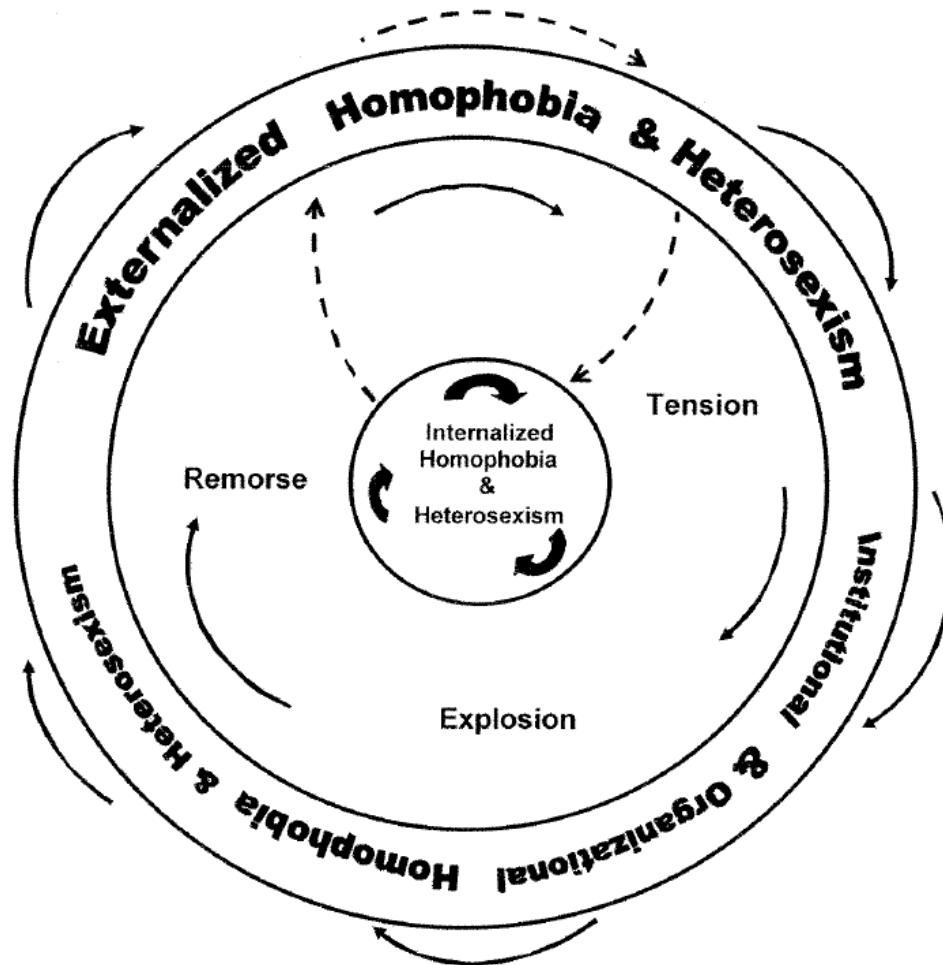 Externalized Homophobia & Heterosexism
Tension
Internalized
Homophobia
&
Heterosexism
Remorse
Explosion
Institutional & Organizational Homophobia & Heterosexism